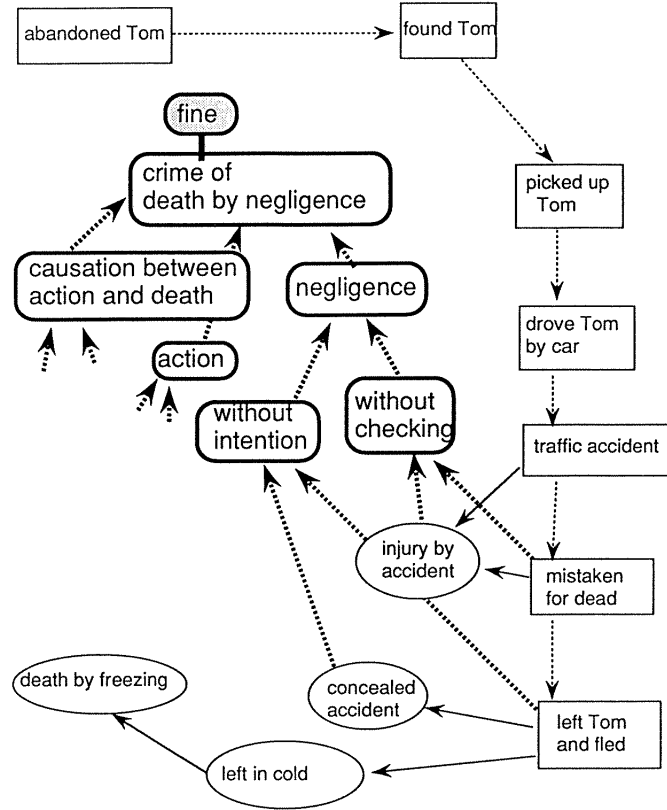 abandoned Tom
found Tom
fine
crime of
death by negligence
picked up
Tom
causation between
action and death
negligence
drove Tom
by car
action
without
intention
without
checking
traffic accident
injury by
accident
mistaken
for dead
death by freezing
concealed
accident
left Tom
and fled
left in cold